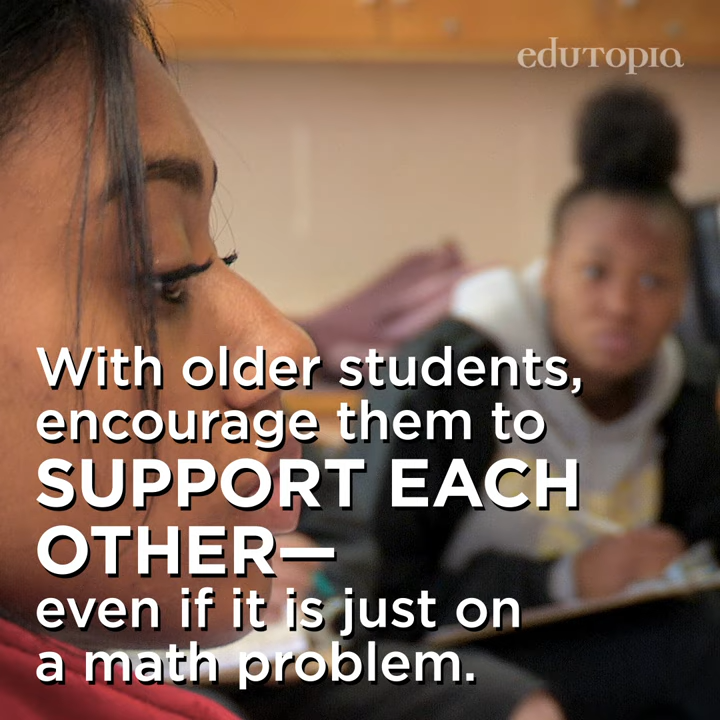 edutopia
With older students,
encourage them to
SUPPORT EACH
OTHER—
even if it is just on
a math problem.